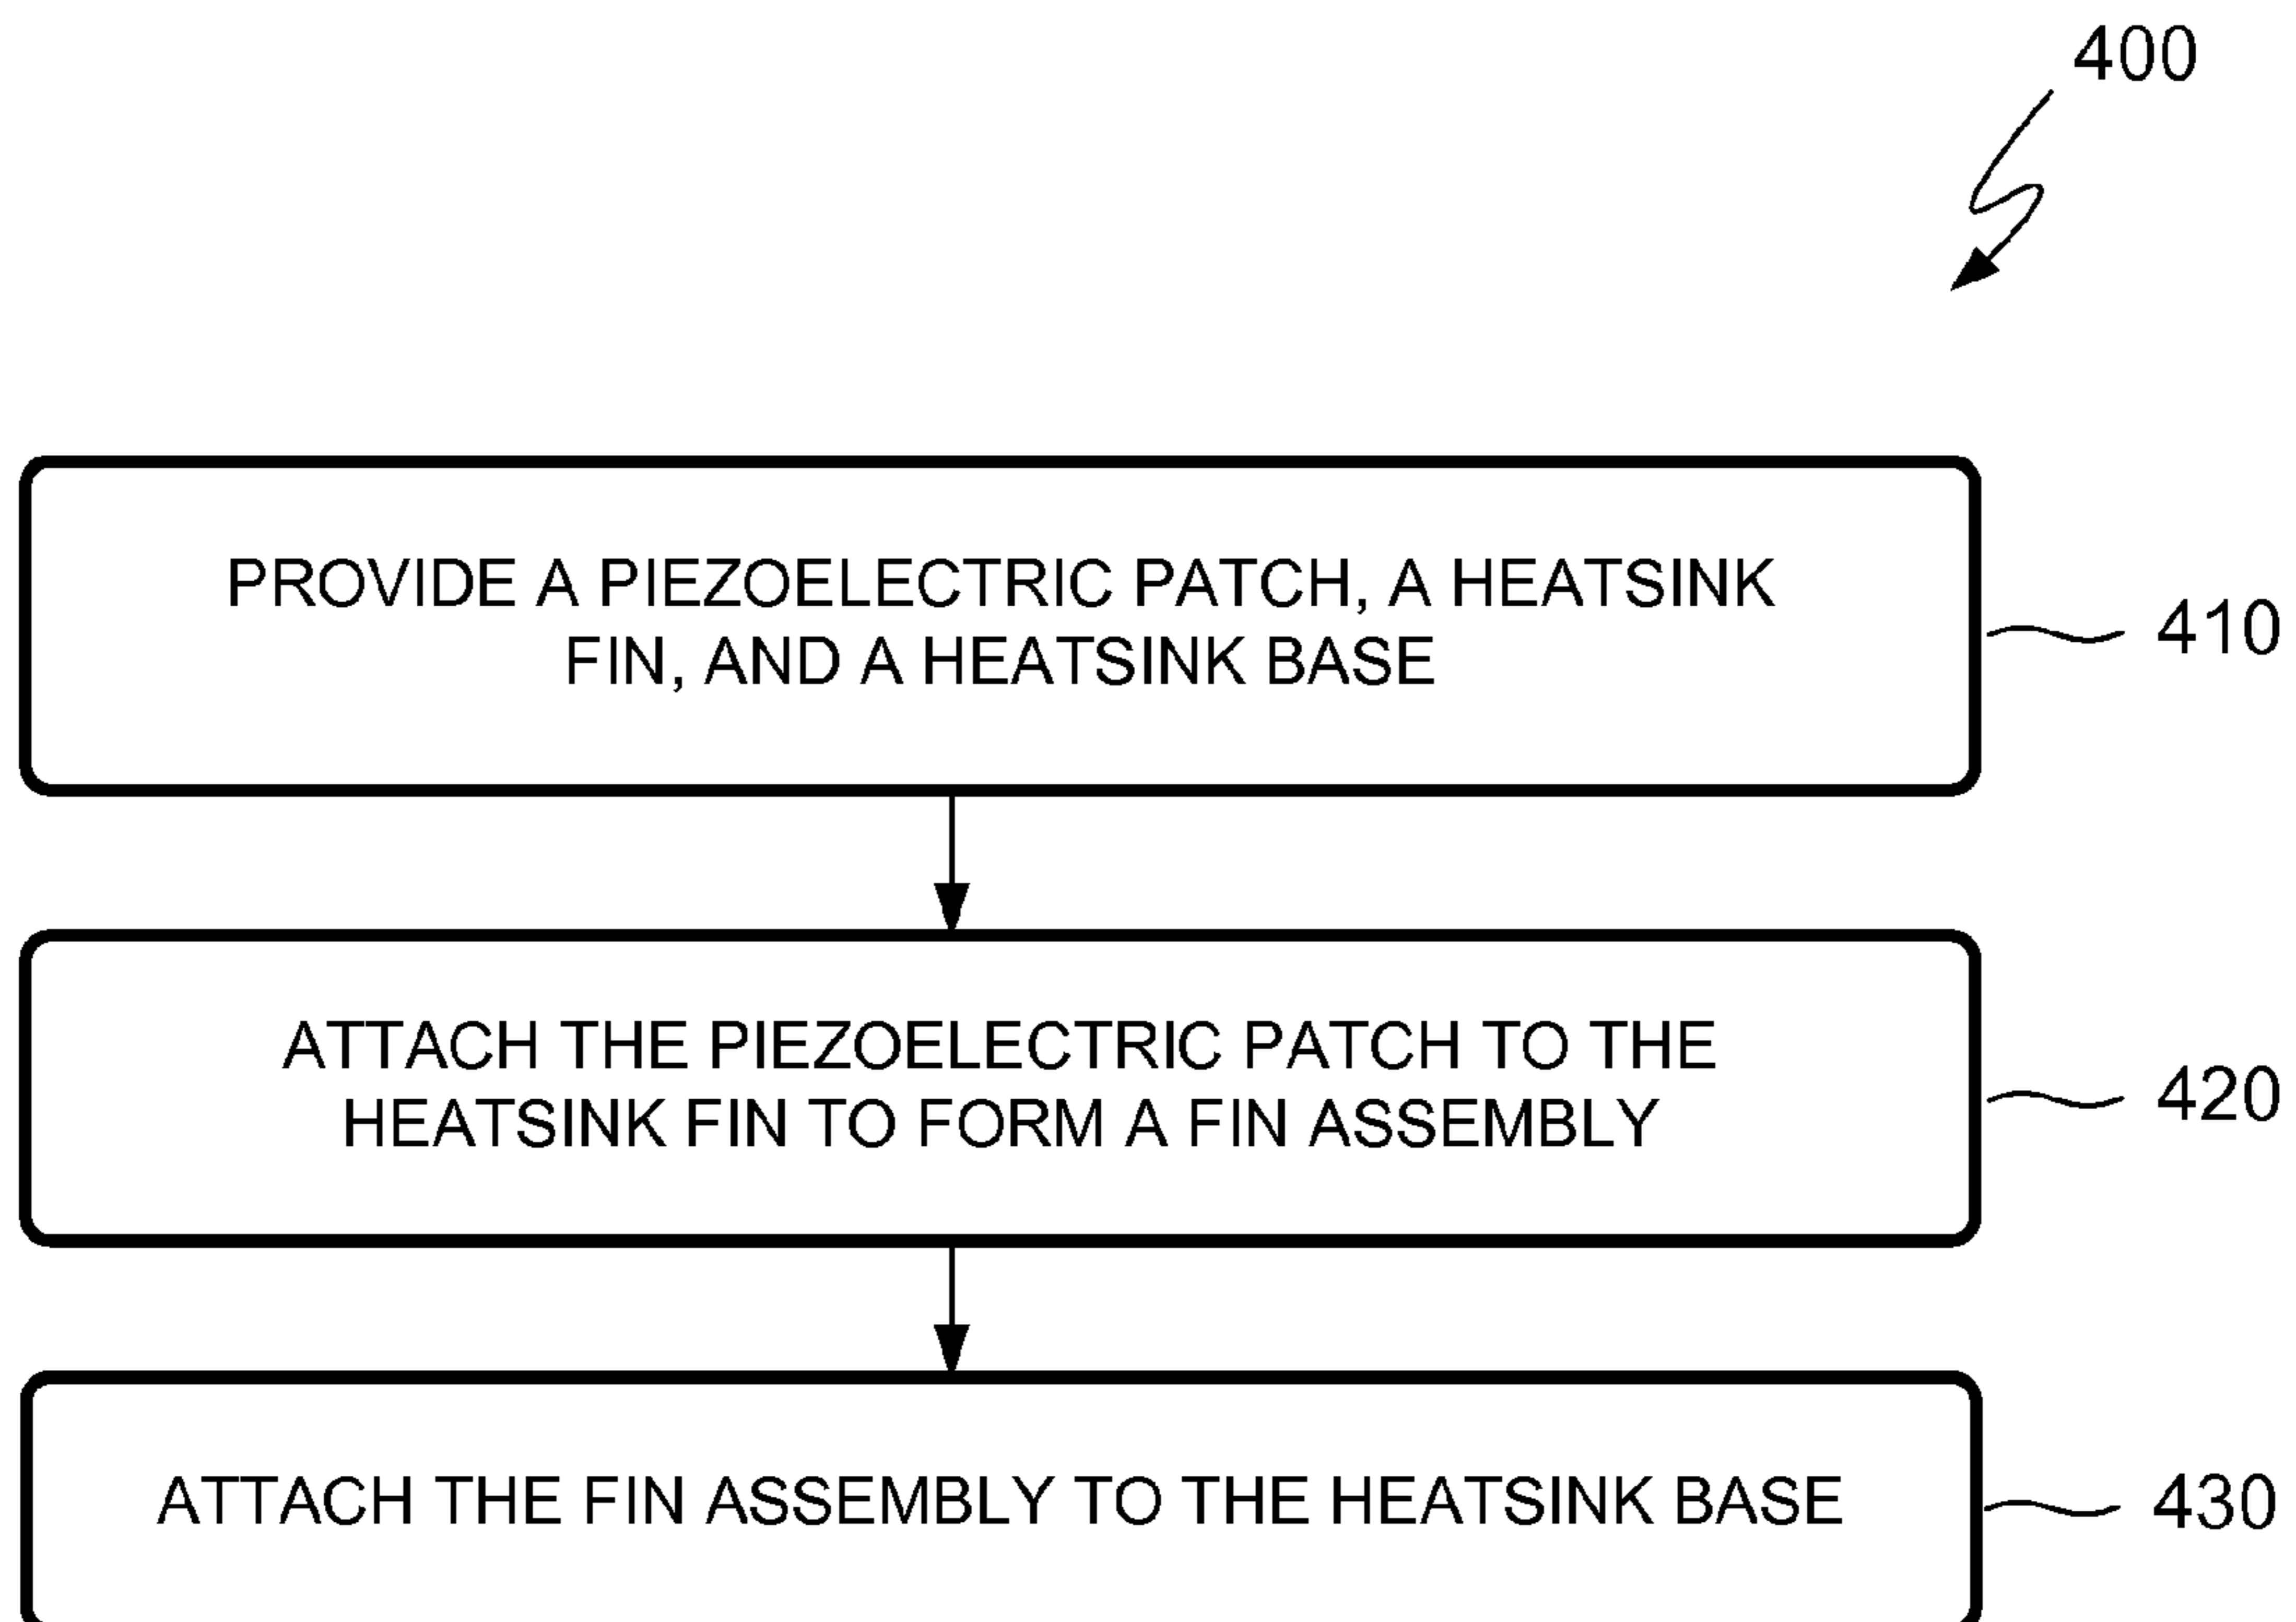 400
PROVIDE A PIEZOELECTRIC PATCH, A HEATSINK
FIN, AND A HEATSINK BASE
410
ATTACH THE PIEZOELECTRIC PATCH TO THE
HEATSINK FIN TO FORM A FIN ASSEMBLY
420
ATTACH THE FIN ASSEMBLY TO THE HEATSINK BASE
430